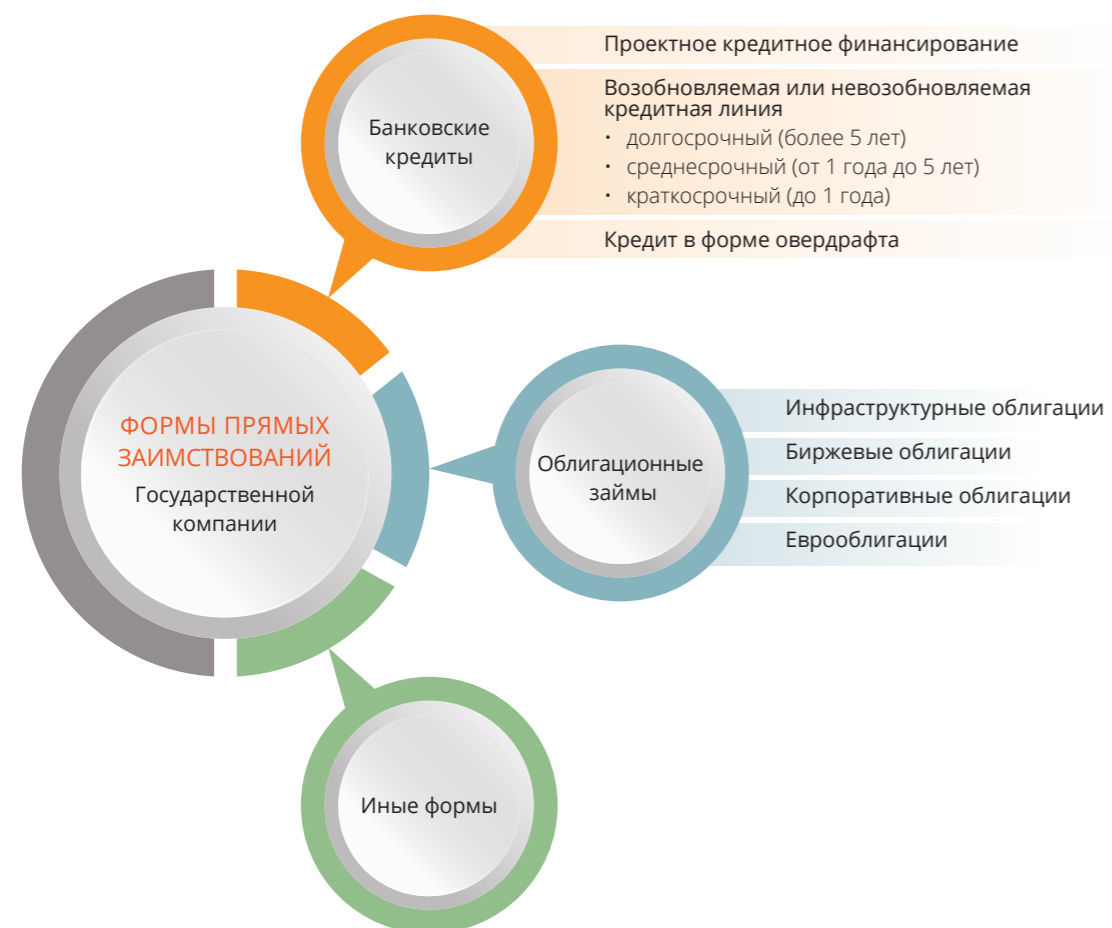 Проектное кредитное финансирование
Возобновляемая или невозобновляемая
кредитная линия
• долгосрочный (более 5 лет)
• среднесрочный (от 1 года до 5 лет)
• краткосрочный (до 1 года)
Кредит в форме овердрафта
Банковские
кредиты
ФОРМЫ ПРЯМЫХ
ЗАИМСТВОВАНИЙ
Государственной
компании
Облигационные
займы
Инфраструктурные облигации
Биржевые облигации
Корпоративные облигации
Еврооблигации
Иные формы